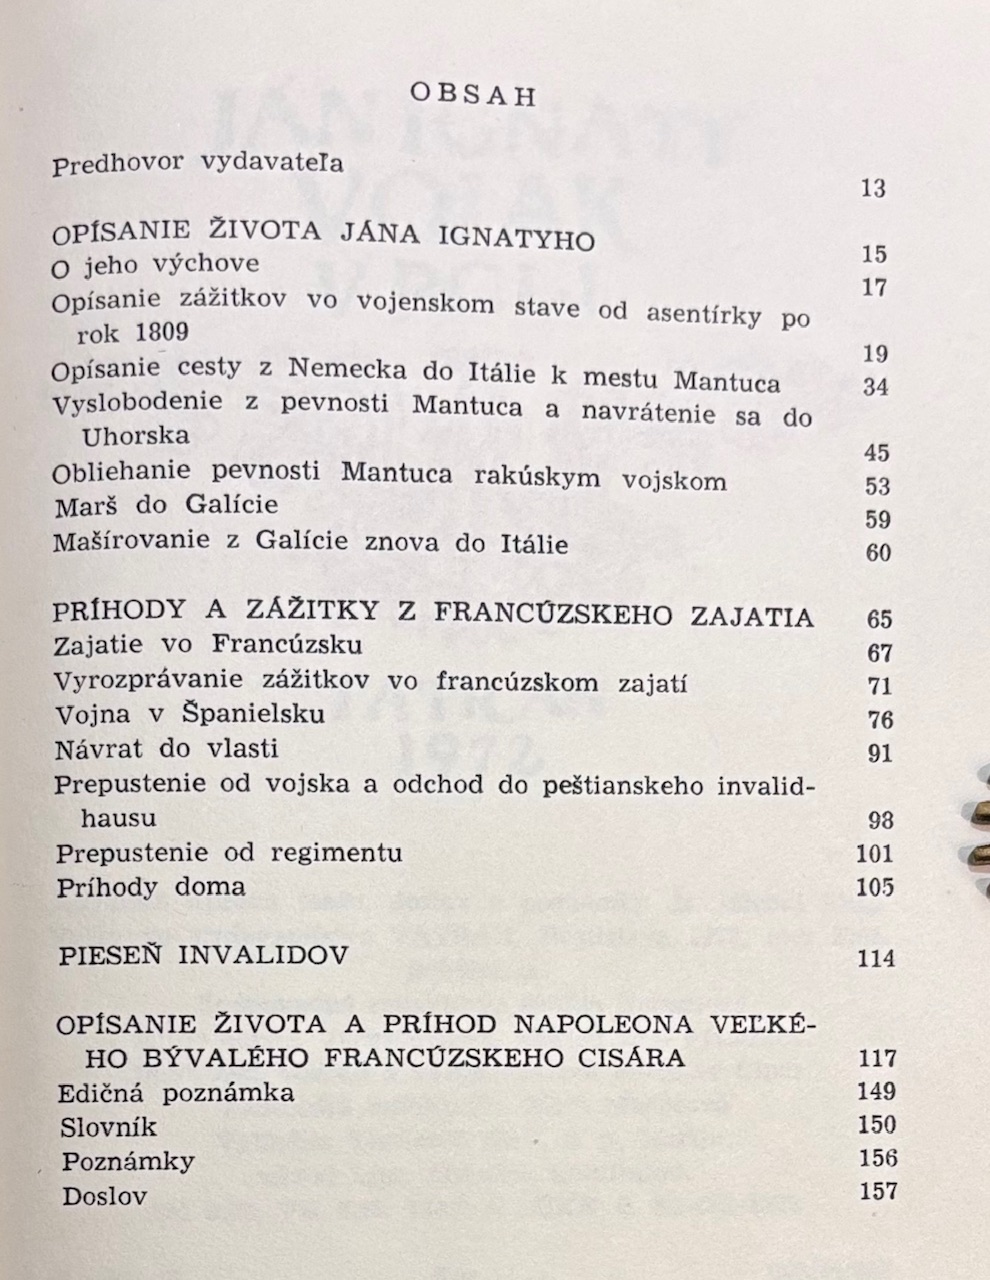 OBSAH
Predhovor vydavateľa 13
OPÍSANIE ŽIVOTA JÁNA IGNATYHO 15
O jeho výchove 17
Opísanie zážitkov vo vojenskom stave od asentírky po
rok 1809 19
Opísanie cesty z Nemecka do Itálie k mestu Mantuca 34
Vyslobodenie z pevnosti Mantuca a navrátenie sa do
Uhorska 45
Obliehanie pevnosti Mantuca rakúskym vojskom 53
Marš do Galície 59
Mašírovanie z Galície znova do Itálie 60
PRÍHODY A ZÁŽITKY Z FRANCÚZSKEHO ZAJATIA 65
Zajatie vo Francúzsku 67
Vyrozprávanie zážitkov vo francúzskom zajatí 71
Vojna v Španielsku 76
Návrat do vlasti 91
Prepustenie od vojska a odchod do peštianskeho invalid-
hausu 98
Prepustenie od regimentu 101
Príhody doma 105
PIESEŇ INVALIDOV 114
OPÍSANIE ŽIVOTA A PRÍHOD NAPOLEONA VEĽKÉ-
HO BÝVALÉHO FRANCÚZSKEHO CISÁRA 117
Edičná poznámka 149
Slovník 150
Poznámky 156
Doslov 157